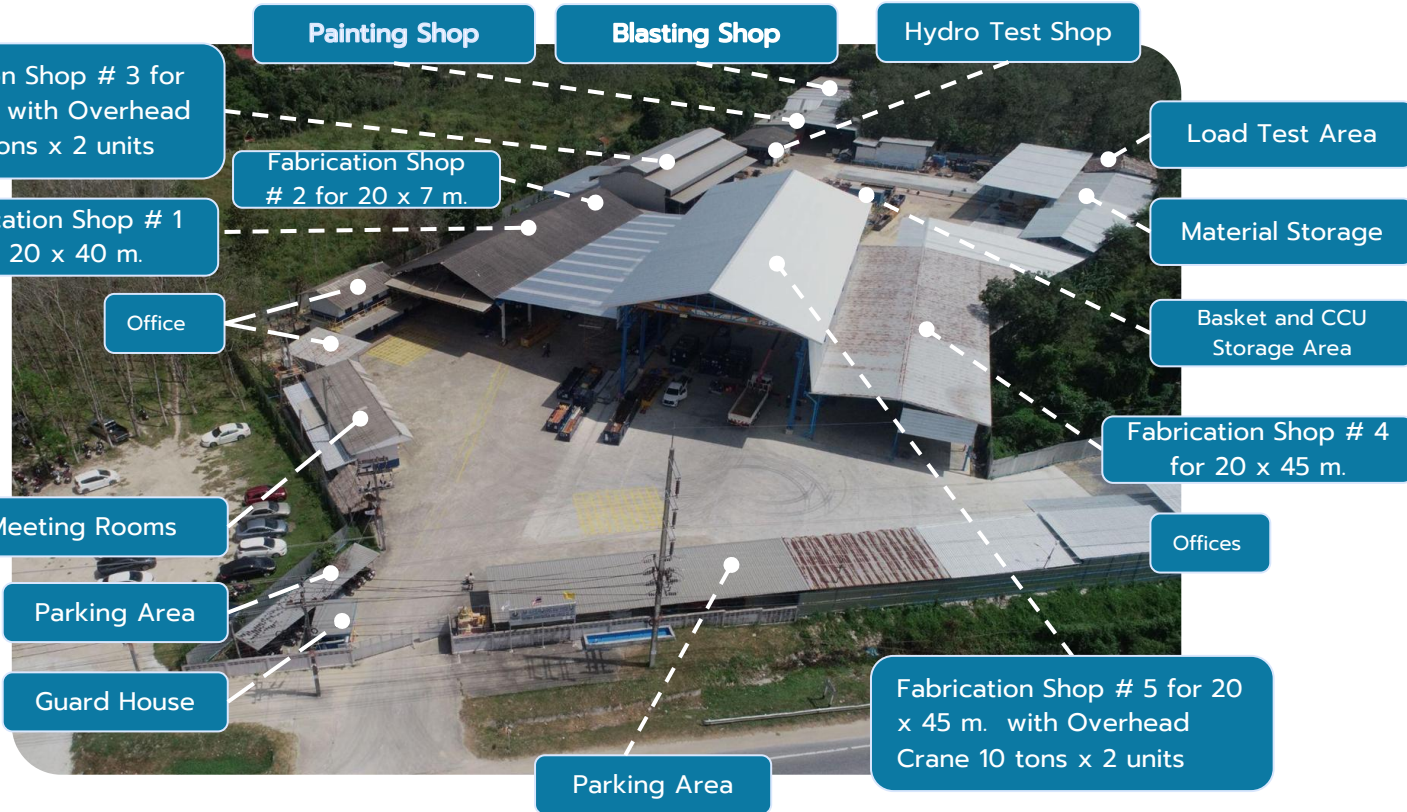 Painting Shop
Blasting Shop
Hydro Test Shop
n Shop # 3 for
with Overhead
ons x 2 units
Load Test Area
Fabrication Shop
# 2 for 20 x 7 m.
cation Shop # 1
20 x 40 m.
Material Storage
Office
Basket and CCU
Storage Area
Fabrication Shop # 4
for 20 x 45 m.
Meeting Rooms
Offices
Parking Area
Guard House
Fabrication Shop # 5 for 20
x 45 m. with Overhead
Crane 10 tons x 2 units
Parking Area